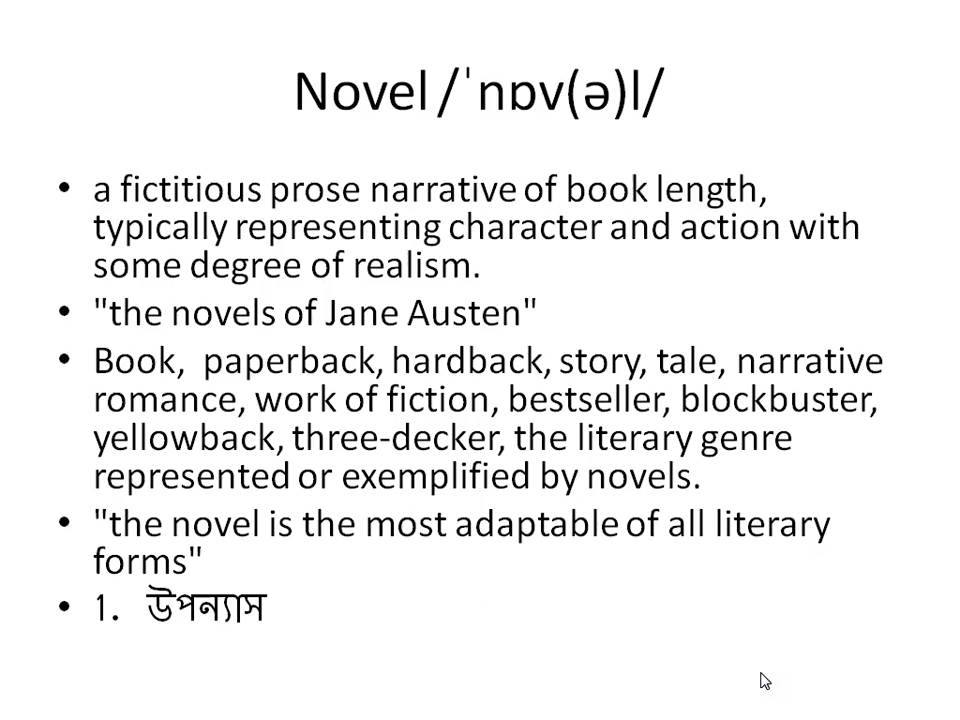 Novel /ˈnɒv(ə)l/
• a fictitious prose narrative of book length,
typically representing character and action with
some degree of realism.
• "the novels of Jane Austen"
• Book,  paperback, hardback, story, tale, narrative
romance, work of fiction, bestseller, blockbuster,
yellowback, three-decker, the literary genre
represented or exemplified by novels.
• "the novel is the most adaptable of all literary
forms"
• 1.  উপন্যাস